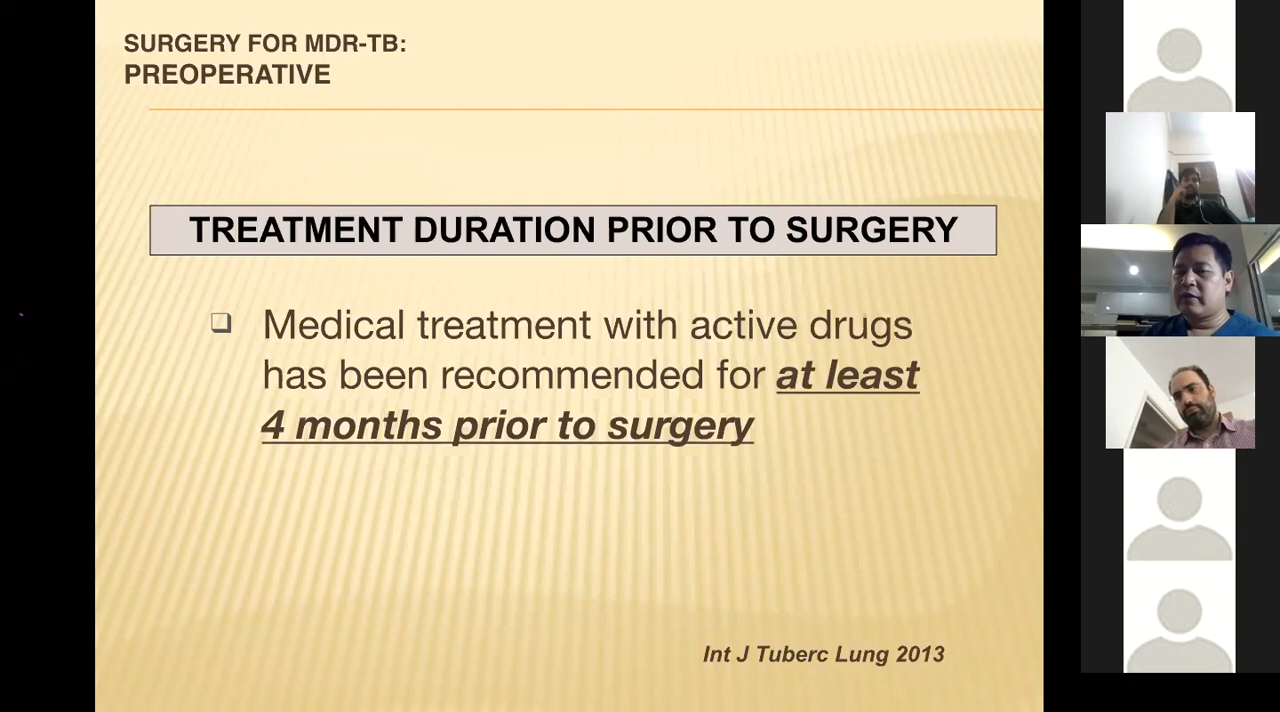 SURGERY FOR MDR-TB:
PREOPERATIVE
TREATMENT DURATION PRIOR TO SURGERY
Medical treatment with active drugs
has been recommended for at least
4 months prior to surgery
Int J Tuberc Lung 2013